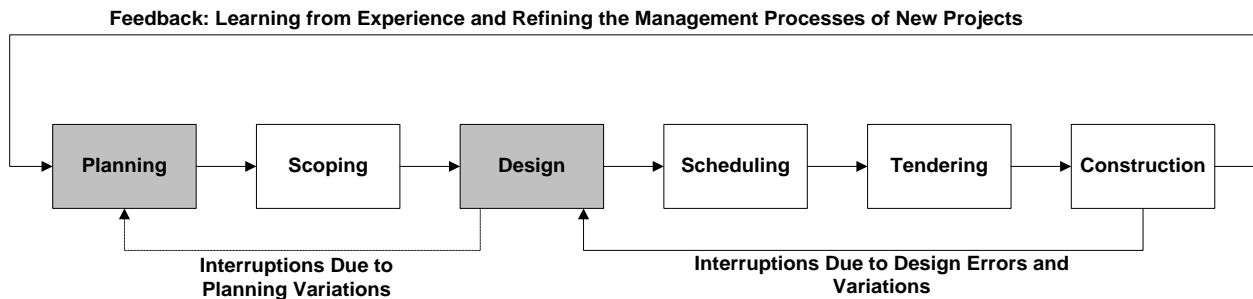 Feedback: Learning from Experience and Refining the Management Processes of New Projects
Planning
Scoping
Design
Scheduling
Tendering
Construction
Interruptions Due to
Planning Variations
Interruptions Due to Design Errors and
Variations